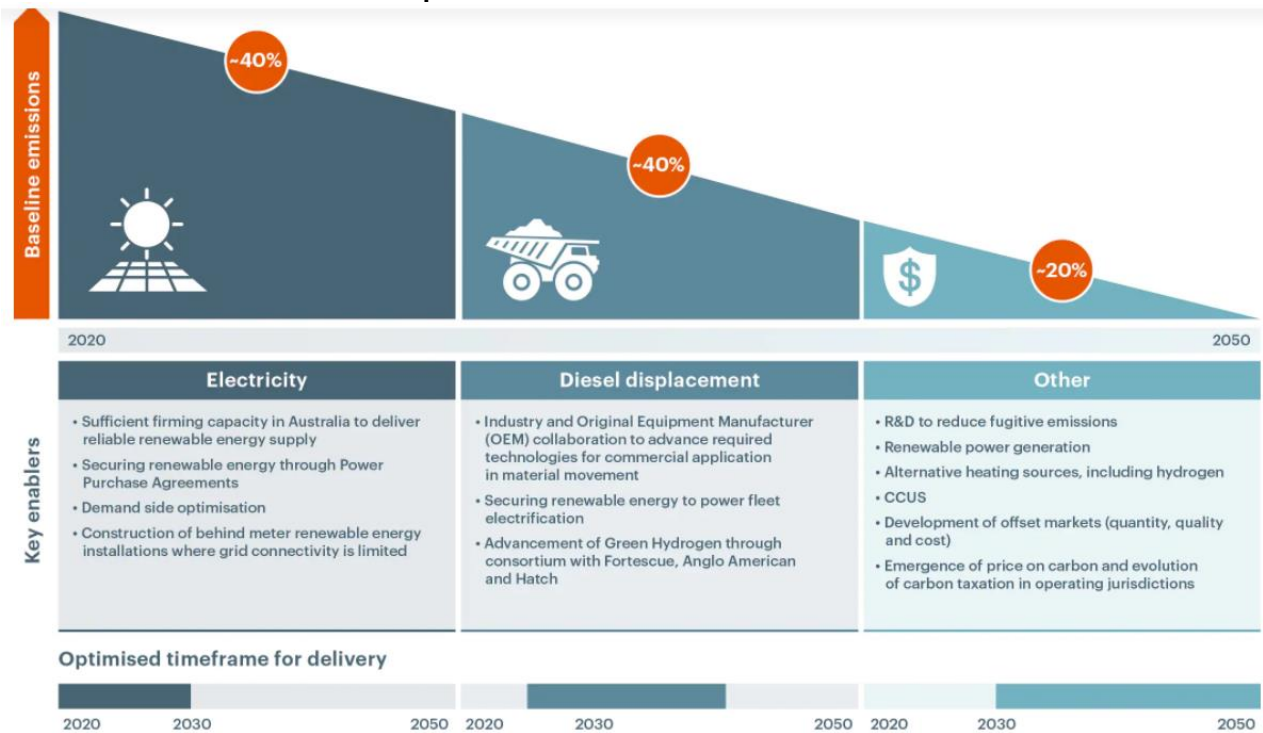 Baseline emissions
~40%
~40%
$
~20%
2020
2050
Electricity
• Sufficient firming capacity in Australia to deliver
reliable renewable energy supply
• Securing renewable energy through Power
Purchase Agreements
• Demand side optimisation
• Construction of behind meter renewable energy
installations where grid connectivity is limited
Diesel displacement
• Industry and Original Equipment Manufacturer
(OEM) collaboration to advance required
technologies for commercial application
in material movement
• Securing renewable energy to power fleet
electrification
• Advancement of Green Hydrogen through
consortium with Fortescue, Anglo American
and Hatch
Other
• R&D to reduce fugitive emissions
• Renewable power generation
• Alternative heating sources, including hydrogen
• CCUS
• Development of offset markets (quantity, quality
and cost)
• Emergence of price on carbon and evolution
of carbon taxation in operating jurisdictions
Key enablers
Optimised timeframe for delivery
2020 2030 2050
2020 2030 2050
2020 2030 2050